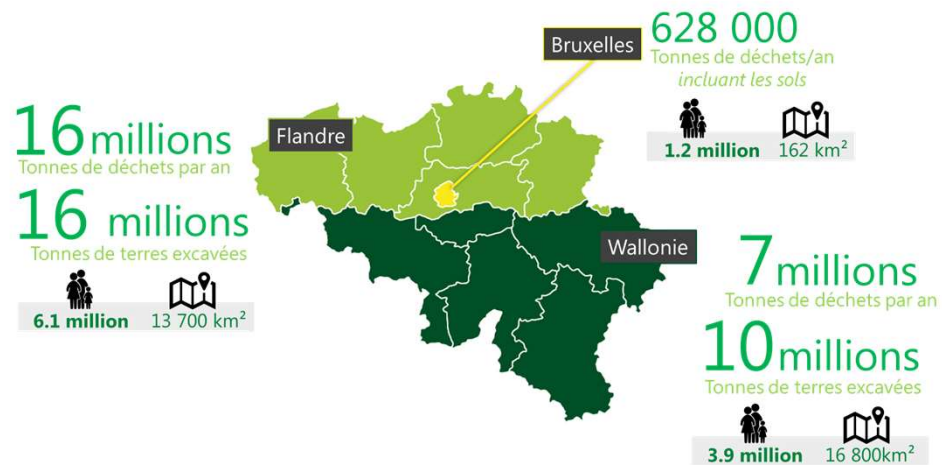 Bruxelles
628 000
Tonnes de déchets/an
incluant les sols
1.2 million 162 km²
Flandre
16 millions
Tonnes de déchets par an
16 millions
Tonnes de terres excavées
6.1 million 13 700 km²
Wallonie
7 millions
Tonnes de déchets par an
10 millions
Tonnes de terres excavées
3.9 million 16 800km²